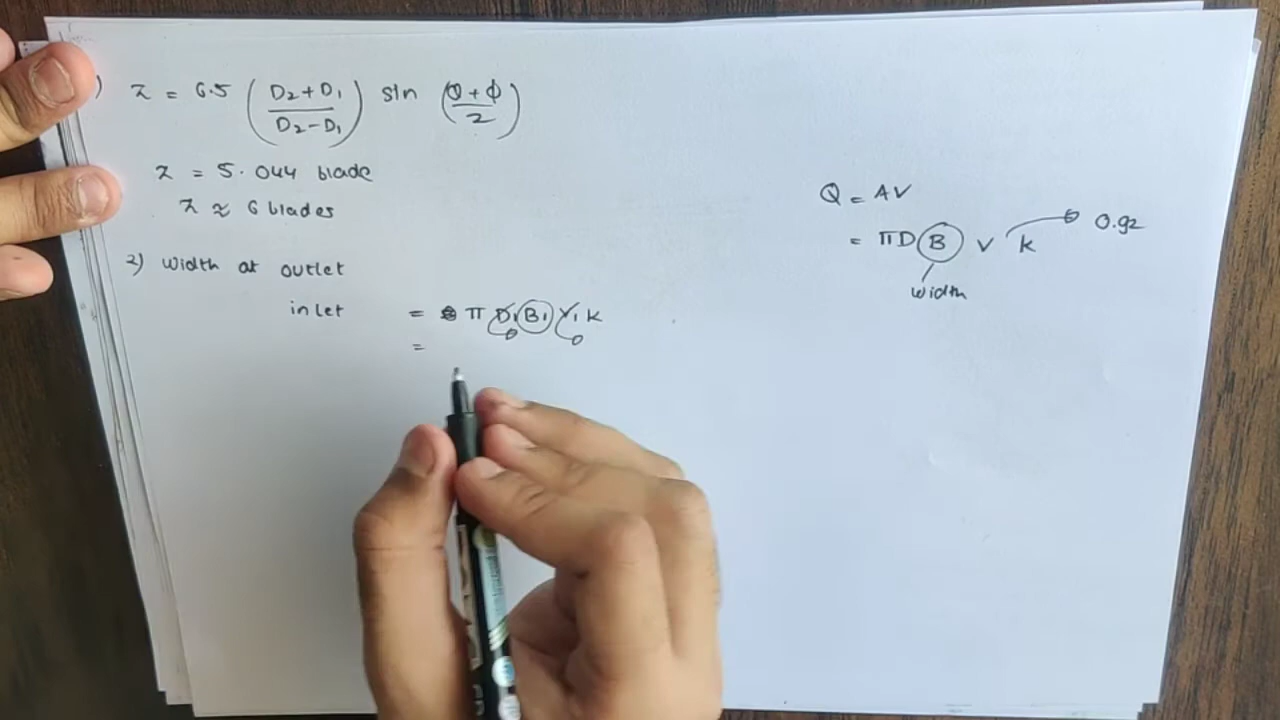 ) z = 6.5 (D₂+D₁ / D₂-D₁) sin (θ+ϕ / 2)
z = 5.044 blade
z ≈ 6 blades
2) width at outlet
inlet = π D₁ B₁ V₁ k
=
Q = AV
= πD B V k 0.92
width